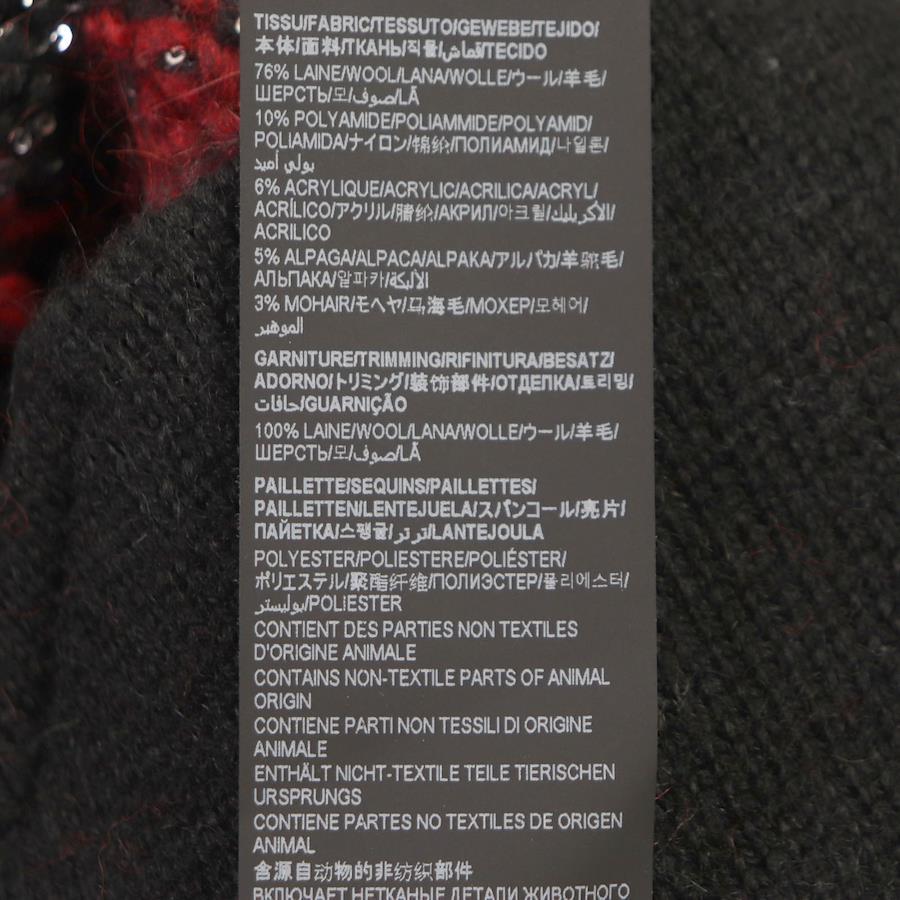 TISSU/FABRIC/TESSUTO/GEWEBE/TEJIDO/
本体/面料/ТКАНЬ/직물/قماش/TECIDO
76% LAINE/WOOL/LANA/WOLLE/ウール/羊毛/
ШЕРСТЬ/모/صوف/LÃ
10% POLYAMIDE/POLIAMMIDE/POLYAMID/
POLIAMIDA/ナイロン/锦纶/ПОЛИАМИД/나일론/
بولي أميد
6% ACRYLIQUE/ACRYLIC/ACRILICA/ACRYL/
ACRÍLICO/アクリル/腈纶/АКРИЛ/아크릴/الأكريليك/
ACRILICO
5% ALPAGA/ALPACA/ALPAKA/アルパカ/羊驼毛/
АЛЬПАКА/알파카/الألبكة
3% MOHAIR/モヘヤ/马海毛/МОХЕР/모헤어/
الموهير
GARNITURE/TRIMMING/RIFINITURA/BESATZ/
ADORNO/トリミング/装饰部件/ОТДЕЛКА/트리밍/
حافات/GUARNIÇÃO
100% LAINE/WOOL/LANA/WOLLE/ウール/羊毛/
ШЕРСТЬ/모/صوف/LÃ
PAILLETTE/SEQUINS/PAILLETTES/
PAILLETTEN/LENTEJUELA/スパンコール/亮片/
ПАЙЕТКА/스팽글/ترتر/LANTEJOULA
POLYESTER/POLIESTERE/POLIÉSTER/
ポリエステル/聚酯纤维/ПОЛИЭСТЕР/폴리에스터/
بوليستر/POLIESTER
CONTIENT DES PARTIES NON TEXTILES
D'ORIGINE ANIMALE
CONTAINS NON-TEXTILE PARTS OF ANIMAL
ORIGIN
CONTIENE PARTI NON TESSILI DI ORIGINE
ANIMALE
ENTHÄLT NICHT-TEXTILE TEILE TIERISCHEN
URSPRUNGS
CONTIENE PARTES NO TEXTILES DE ORIGEN
ANIMAL
含源自动物的非纺织部件
ВКЛЮЧАЕТ НЕТКАНЫЕ ДЕТАЛИ ЖИВОТНОГО